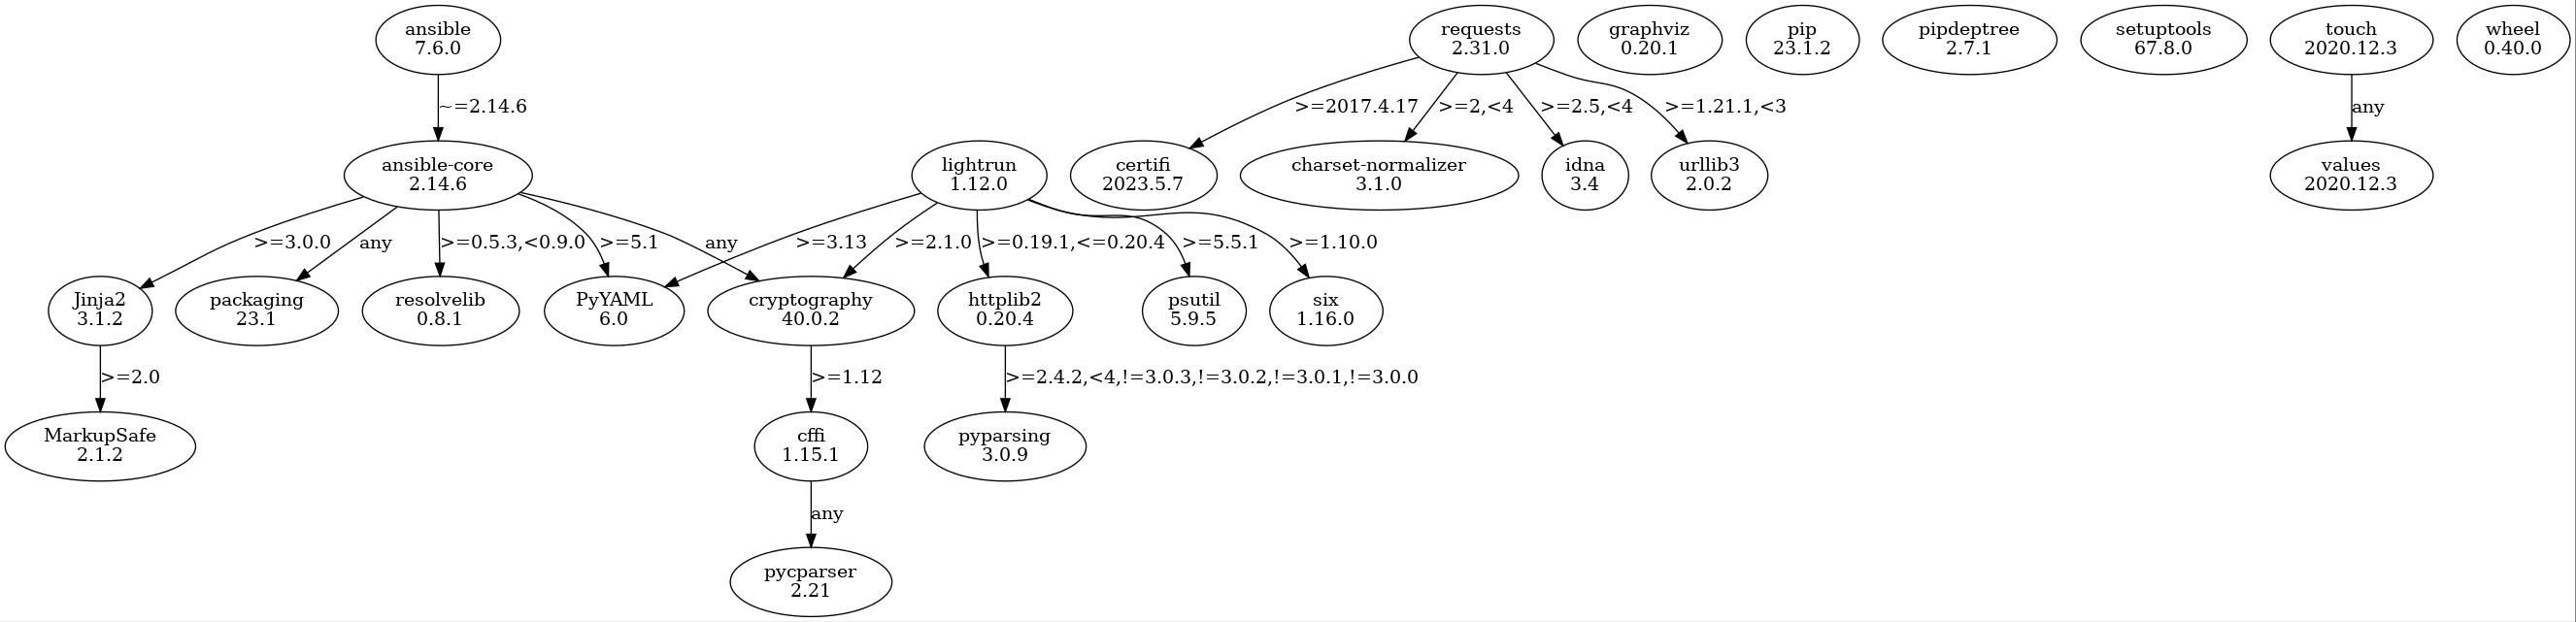 ansible
7.6.0
requests
2.31.0
graphviz
0.20.1
pip
23.1.2
pipdeptree
2.7.1
setuptools
67.8.0
touch
2020.12.3
wheel
0.40.0
~=2.14.6
>=2017.4.17
>=2,<4
>=2.5,<4
>=1.21.1,<3
any
ansible-core
2.14.6
lightrun
1.12.0
certifi
2023.5.7
charset-normalizer
3.1.0
idna
3.4
urllib3
2.0.2
values
2020.12.3
>=3.0.0
any
>=0.5.3,<0.9.0
>=5.1
any
>=3.13
>=2.1.0
>=0.19.1,<=0.20.4
>=5.5.1
>=1.10.0
Jinja2
3.1.2
packaging
23.1
resolvelib
0.8.1
PyYAML
6.0
cryptography
40.0.2
httplib2
0.20.4
psutil
5.9.5
six
1.16.0
>=2.0
>=1.12
>=2.4.2,<4,!=3.0.3,!=3.0.2,!=3.0.1,!=3.0.0
MarkupSafe
2.1.2
cffi
1.15.1
pyparsing
3.0.9
any
pycparser
2.21